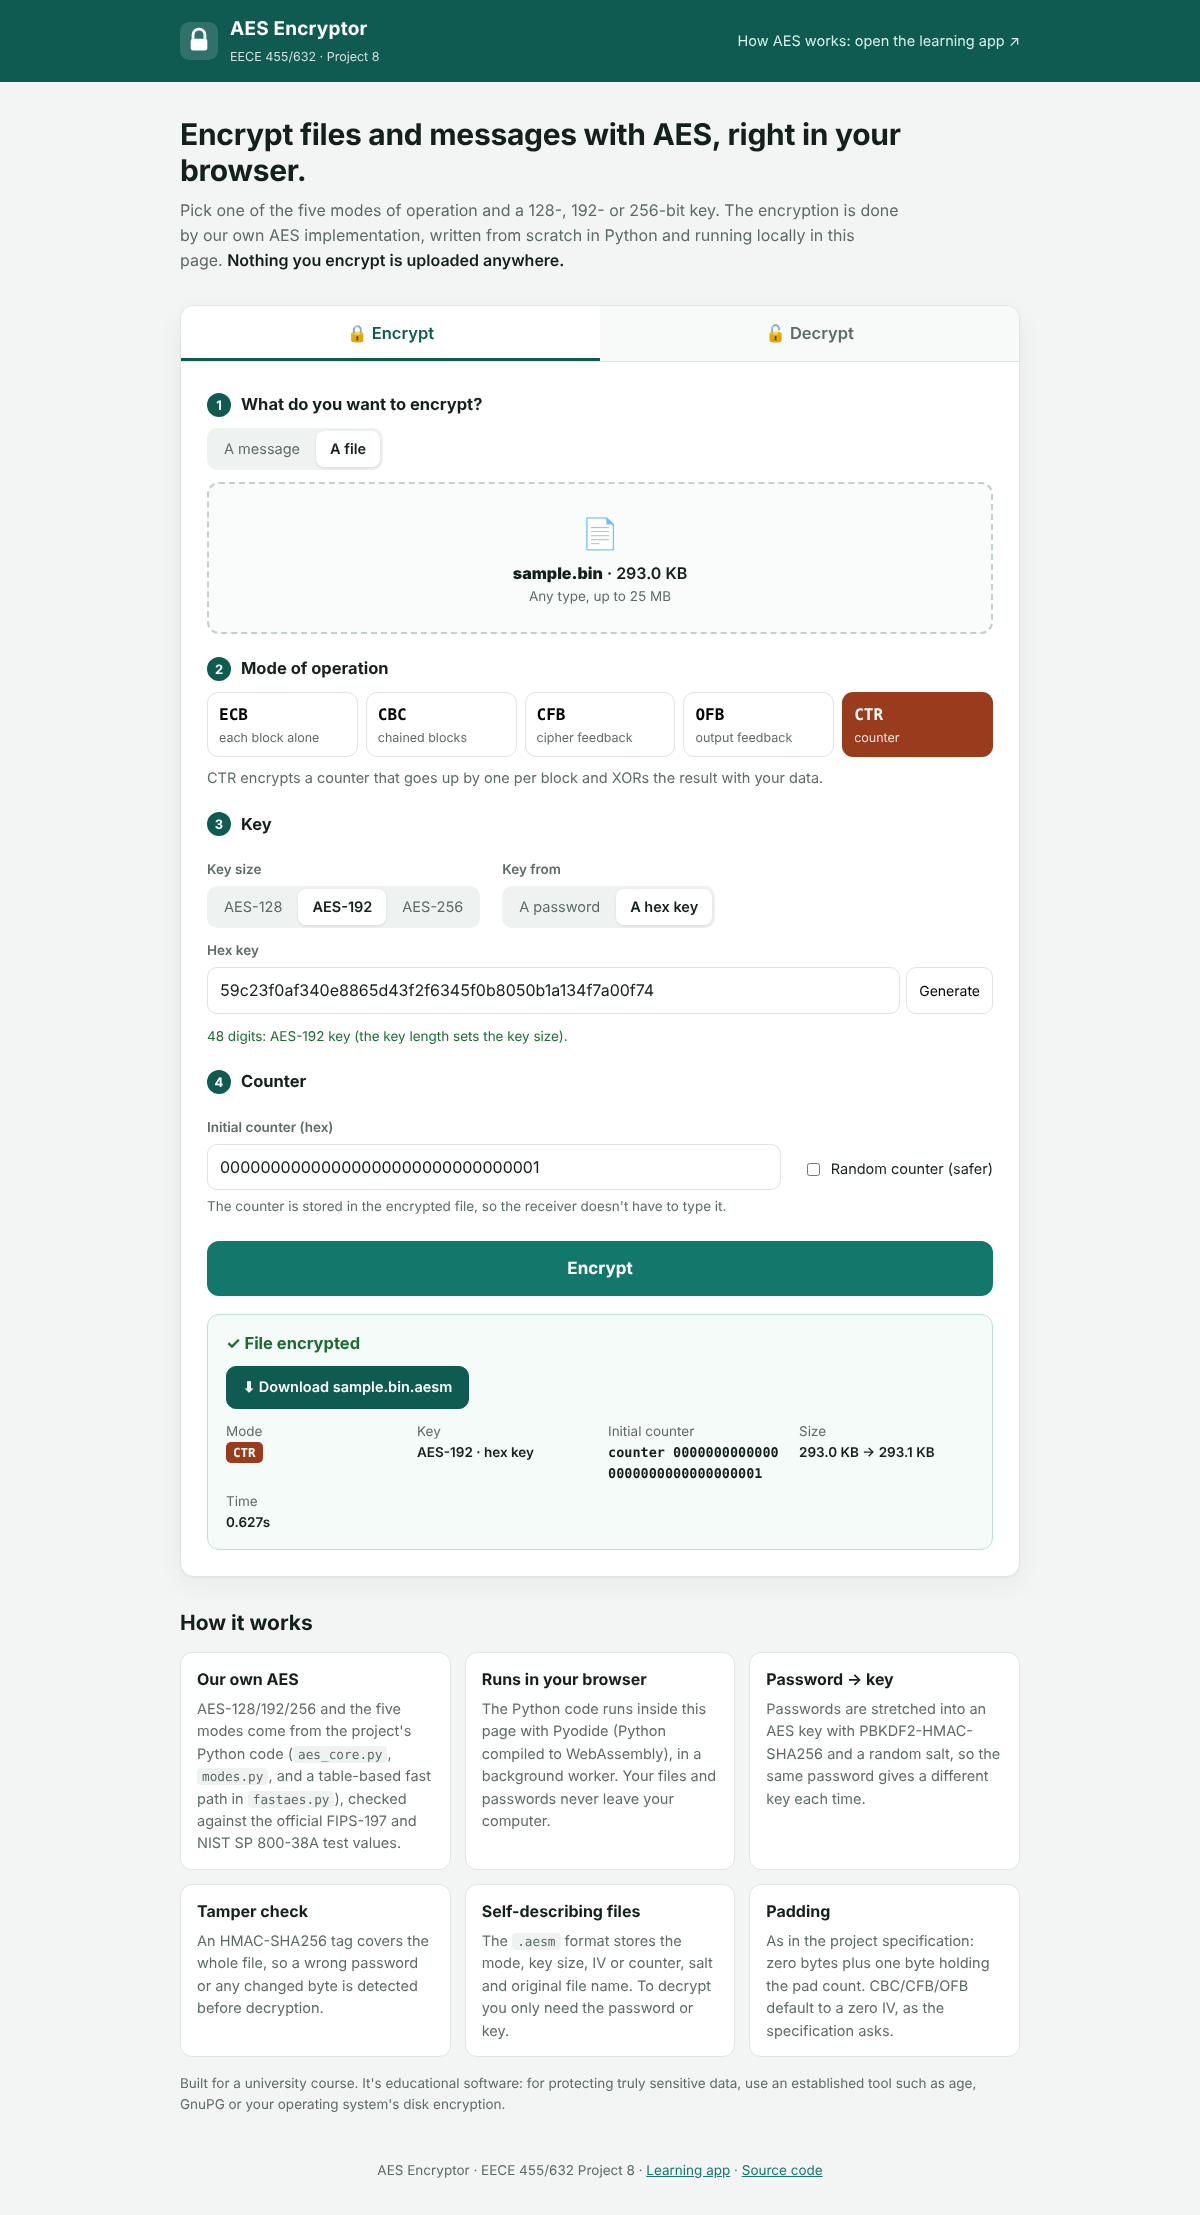 AES Encryptor
EECE 455/632 · Project 8
How AES works: open the learning app ↗
Encrypt files and messages with AES, right in your
browser.
Pick one of the five modes of operation and a 128-, 192- or 256-bit key. The encryption is done
by our own AES implementation, written from scratch in Python and running locally in this
page. Nothing you encrypt is uploaded anywhere.
🔒 Encrypt
🔓 Decrypt
1 What do you want to encrypt?
A message
A file
sample.bin · 293.0 KB
Any type, up to 25 MB
2 Mode of operation
ECB
each block alone
CBC
chained blocks
CFB
cipher feedback
OFB
output feedback
CTR
counter
CTR encrypts a counter that goes up by one per block and XORs the result with your data.
3 Key
Key size
AES-128
AES-192
AES-256
Key from
A password
A hex key
Hex key
59c23f0af340e8865d43f2f6345f0b8050b1a134f7a00f74
Generate
48 digits: AES-192 key (the key length sets the key size).
4 Counter
Initial counter (hex)
00000000000000000000000000000001
Random counter (safer)
The counter is stored in the encrypted file, so the receiver doesn't have to type it.
Encrypt
✓ File encrypted
⬇ Download sample.bin.aesm
Mode
CTR
Key
AES-192 · hex key
Initial counter
counter 0000000000000
0000000000000000001
Size
293.0 KB → 293.1 KB
Time
0.627s
How it works
Our own AES
AES-128/192/256 and the five
modes come from the project's
Python code ( aes_core.py ,
modes.py , and a table-based fast
path in fastaes.py ), checked
against the official FIPS-197 and
NIST SP 800-38A test values.
Runs in your browser
The Python code runs inside this
page with Pyodide (Python
compiled to WebAssembly), in a
background worker. Your files and
passwords never leave your
computer.
Password → key
Passwords are stretched into an
AES key with PBKDF2-HMAC-
SHA256 and a random salt, so the
same password gives a different
key each time.
Tamper check
An HMAC-SHA256 tag covers the
whole file, so a wrong password
or any changed byte is detected
before decryption.
Self-describing files
The .aesm format stores the
mode, key size, IV or counter, salt
and original file name. To decrypt
you only need the password or
key.
Padding
As in the project specification:
zero bytes plus one byte holding
the pad count. CBC/CFB/OFB
default to a zero IV, as the
specification asks.
Built for a university course. It's educational software: for protecting truly sensitive data, use an established tool such as age,
GnuPG or your operating system's disk encryption.
AES Encryptor · EECE 455/632 Project 8 · Learning app · Source code